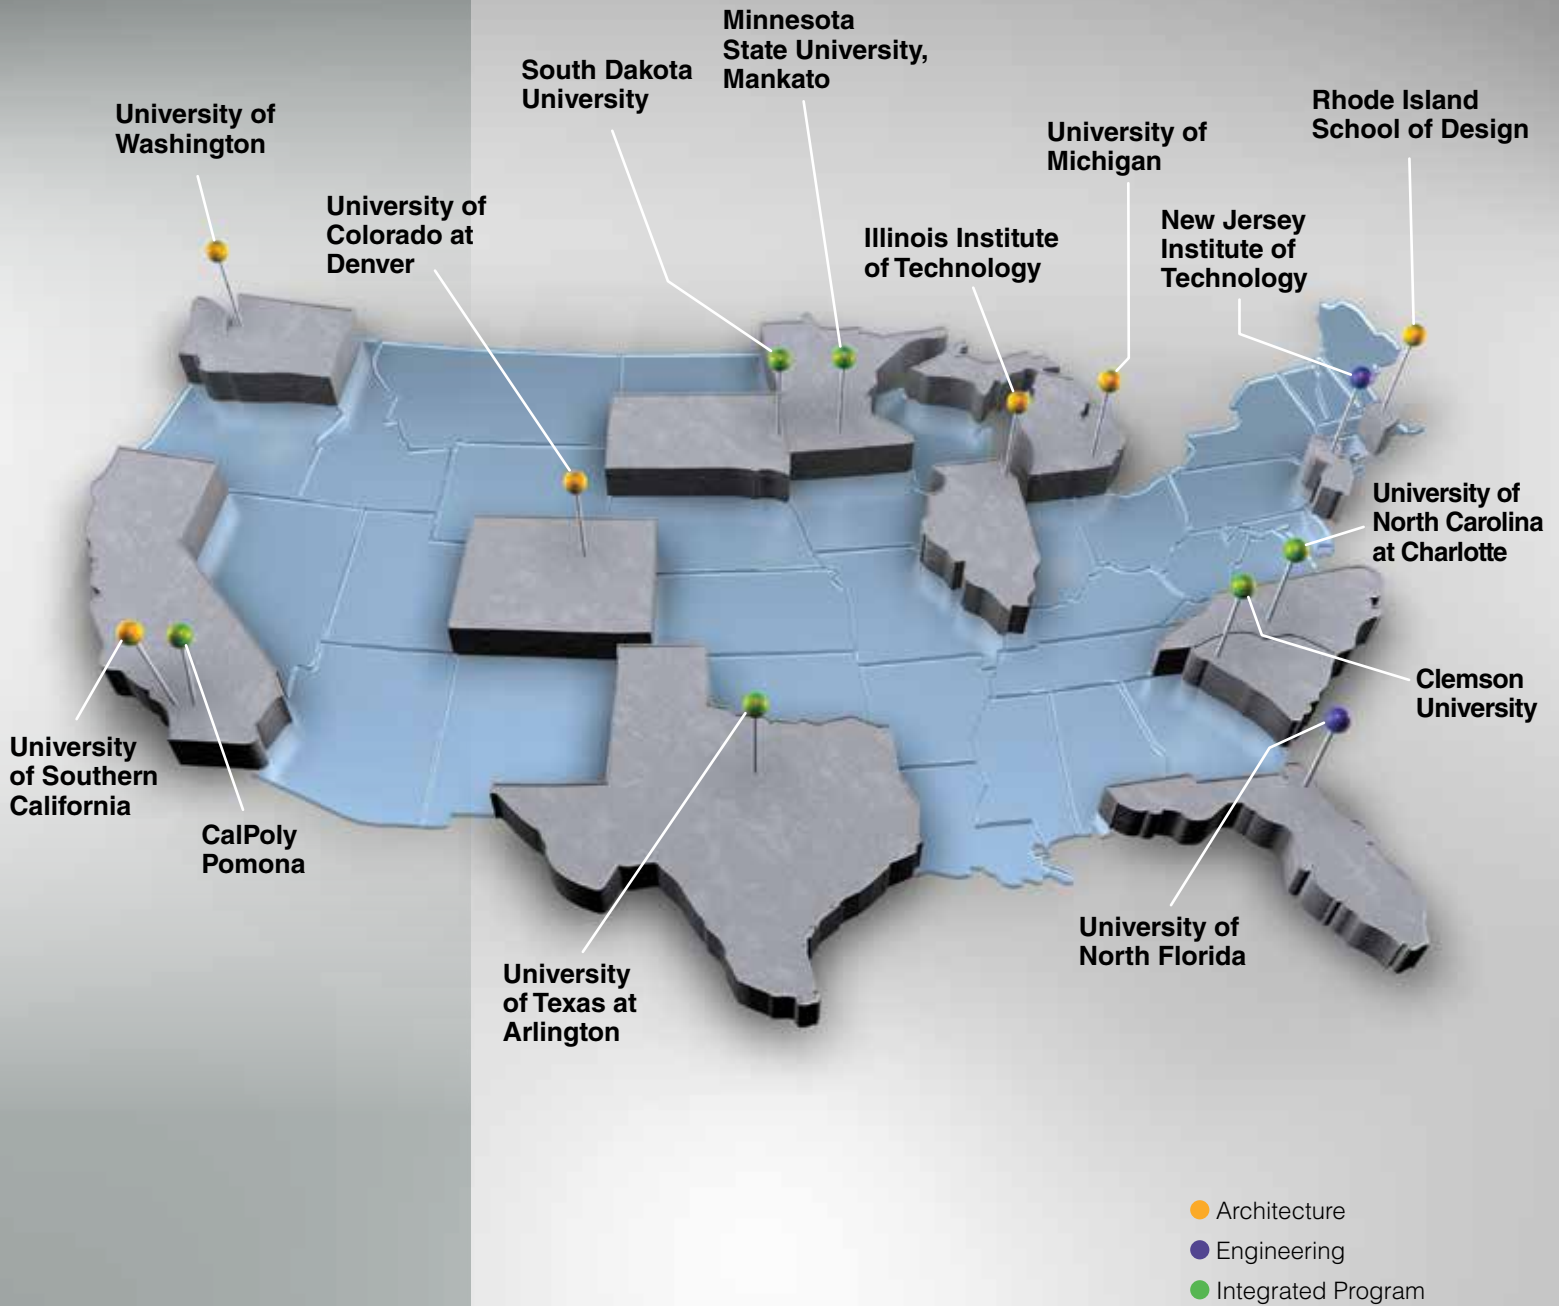 Minnesota
State University,
Mankato
South Dakota
University
University of
Washington
Rhode Island
School of Design
University of
Michigan
University of
Colorado at
Denver
New Jersey
Institute of
Technology
Illinois Institute
of Technology
University of
North Carolina
at Charlotte
Clemson
University
University
of Southern
California
CalPoly
Pomona
University of
North Florida
University
of Texas at
Arlington
Architecture
Engineering
Integrated Program